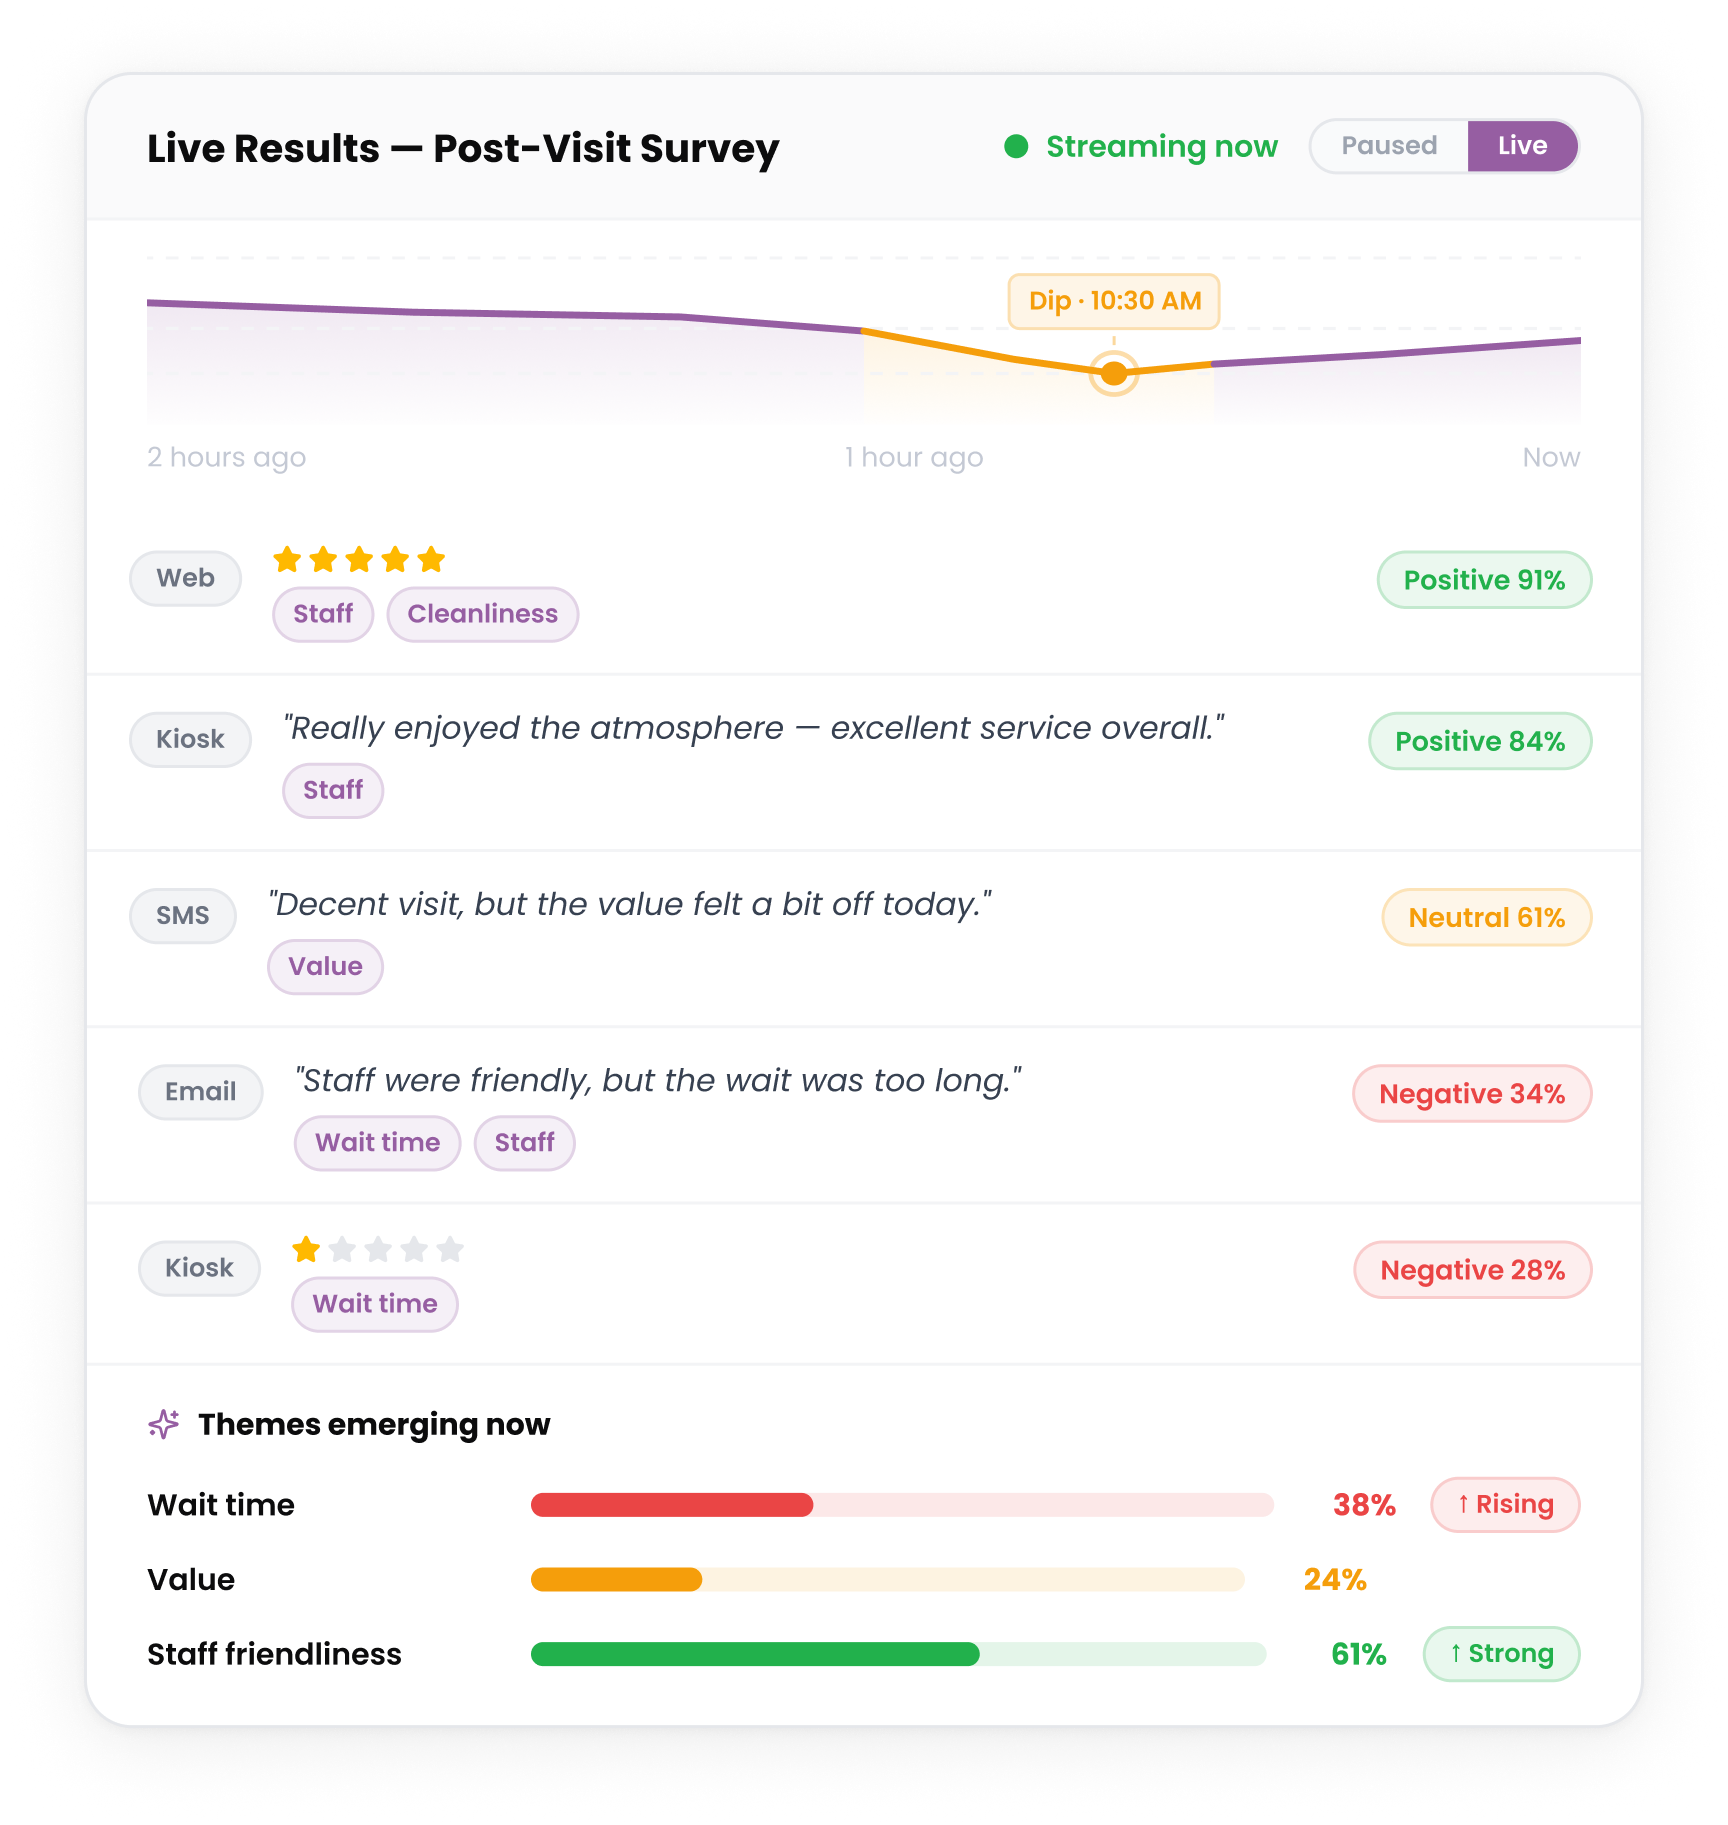 Live Results — Post-Visit Survey
Streaming now
Paused
Live
Dip · 10:30 AM
2 hours ago
1 hour ago
Now
Web
Staff
Cleanliness
Positive 91%
Kiosk
"Really enjoyed the atmosphere — excellent service overall."
Staff
Positive 84%
SMS
"Decent visit, but the value felt a bit off today."
Value
Neutral 61%
Email
"Staff were friendly, but the wait was too long."
Wait time
Staff
Negative 34%
Kiosk
Wait time
Negative 28%
Themes emerging now
Wait time
38%
↑ Rising
Value
24%
Staff friendliness
61%
↑ Strong